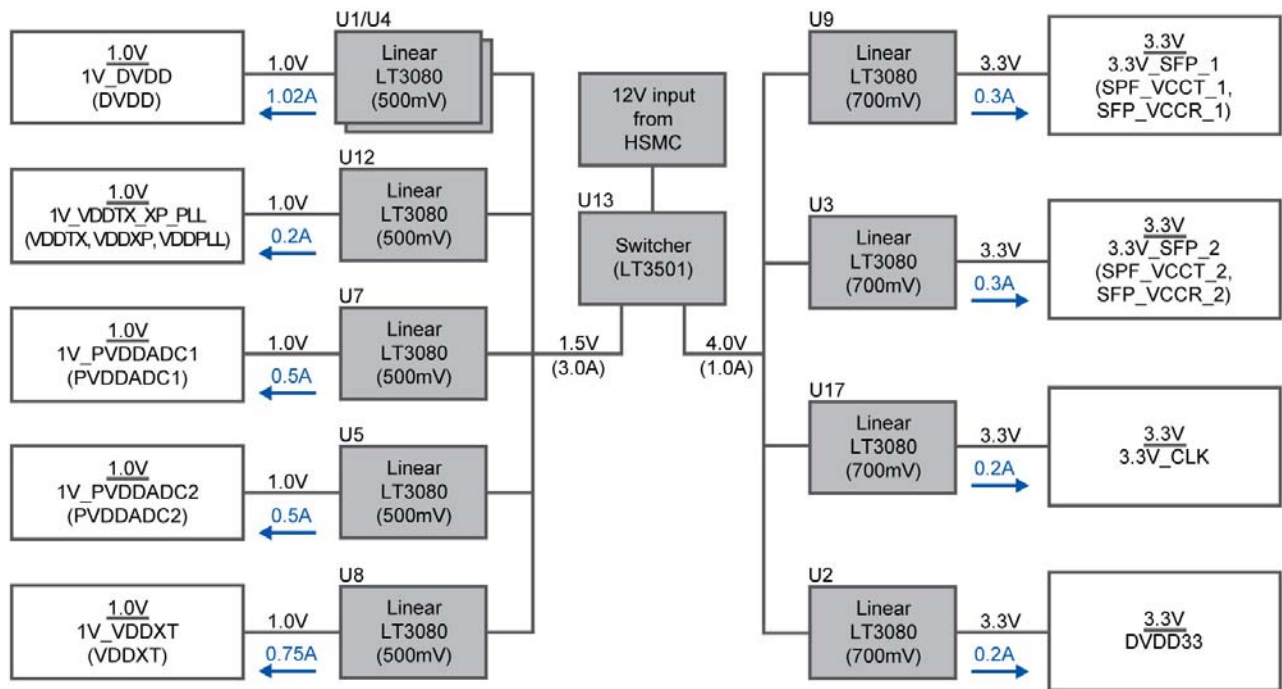 U1/U4
1.0V
1V_DVDD
(DVDD)
1.0V
1.02A
Linear
LT3080
(500mV)
U12
1.0V
1V_VDDTX_XP_PLL
(VDDTX, VDDXP, VDDPLL)
1.0V
0.2A
Linear
LT3080
(500mV)
U7
1.0V
1V_PVDDADC1
(PVDDADC1)
1.0V
0.5A
Linear
LT3080
(500mV)
U5
1.0V
1V_PVDDADC2
(PVDDADC2)
1.0V
0.5A
Linear
LT3080
(500mV)
U8
1.0V
1V_VDDXT
(VDDXT)
1.0V
0.75A
Linear
LT3080
(500mV)
12V input
from
HSMC
U13
Switcher
(LT3501)
1.5V
(3.0A)
4.0V
(1.0A)
U9
Linear
LT3080
(700mV)
3.3V
0.3A
3.3V
3.3V_SFP_1
(SPF_VCCT_1,
SFP_VCCR_1)
U3
Linear
LT3080
(700mV)
3.3V
0.3A
3.3V
3.3V_SFP_2
(SPF_VCCT_2,
SFP_VCCR_2)
U17
Linear
LT3080
(700mV)
3.3V
0.2A
3.3V
3.3V_CLK
U2
Linear
LT3080
(700mV)
3.3V
0.2A
3.3V
DVDD33